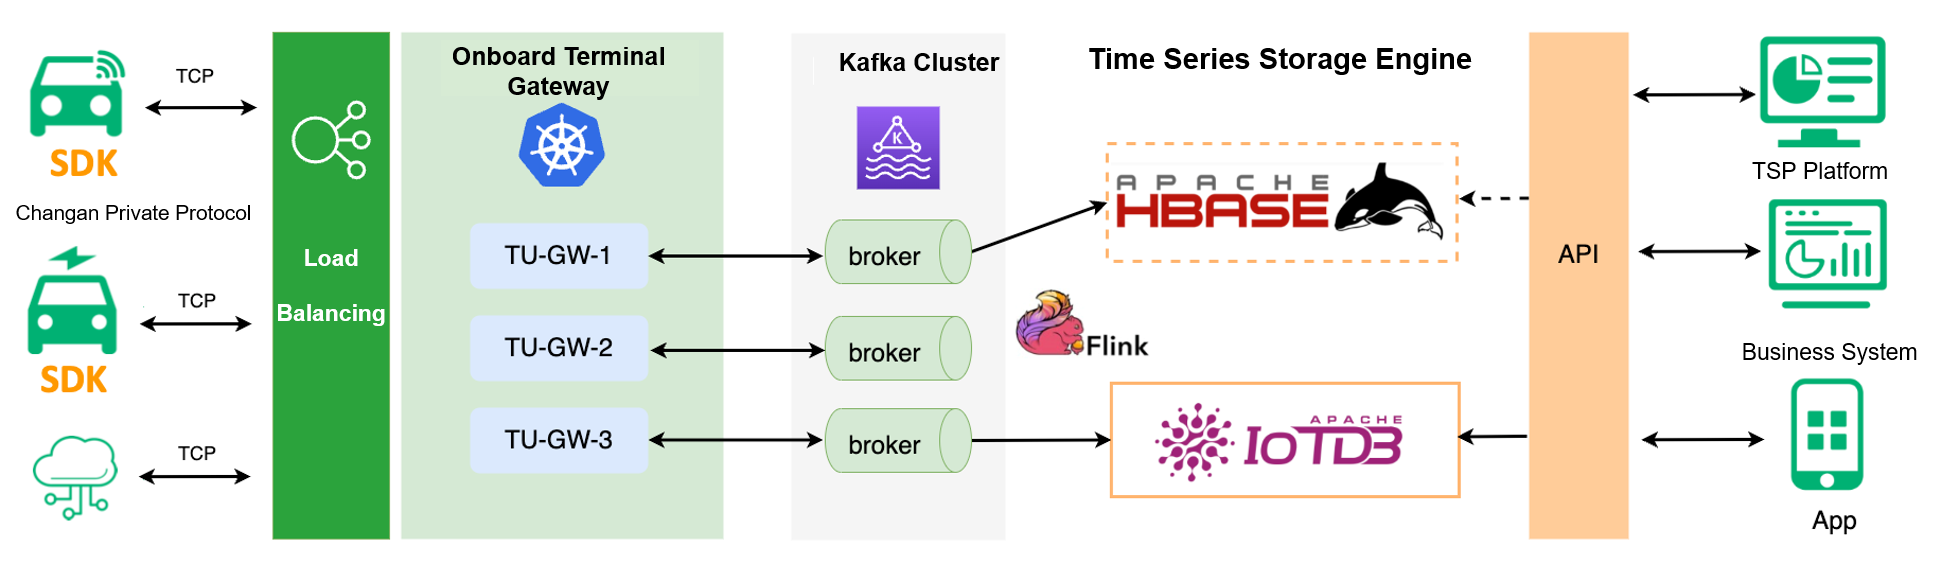 TCP
SDK
Changan Private Protocol
TCP
SDK
TCP
Load
Balancing
Onboard Terminal
Gateway
TU-GW-1
TU-GW-2
TU-GW-3
Kafka Cluster
K
broker
broker
broker
Time Series Storage Engine
APACHE
HBASE
Flink
APACHE
IoTDB
API
TSP Platform
Business System
App